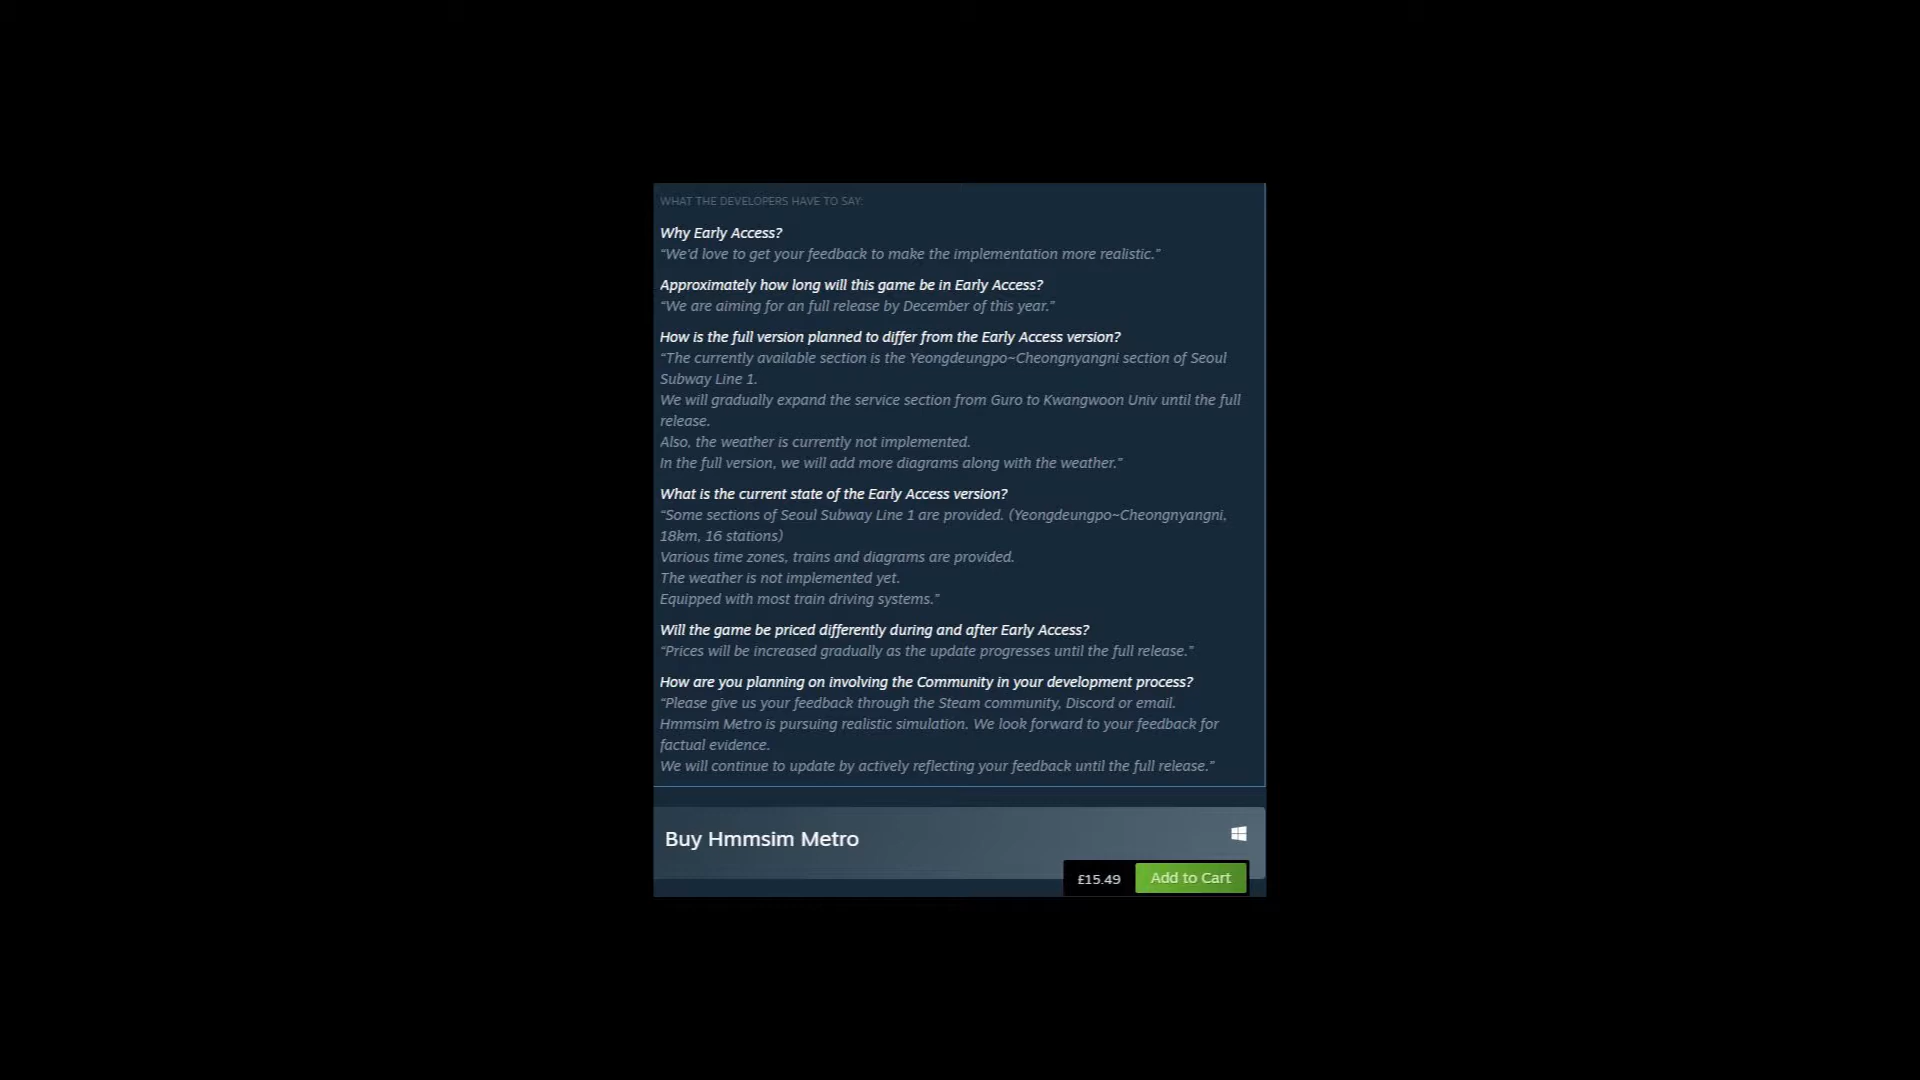 WHAT THE DEVELOPERS HAVE TO SAY:
Why Early Access?
“We’d love to get your feedback to make the implementation more realistic.”
Approximately how long will this game be in Early Access?
“We are aiming for an full release by December of this year.”
How is the full version planned to differ from the Early Access version?
“The currently available section is the Yeongdeungpo~Cheongnyangni section of Seoul
Subway Line 1.
We will gradually expand the service section from Guro to Kwangwoon Univ until the full
release.
Also, the weather is currently not implemented.
In the full version, we will add more diagrams along with the weather.”
What is the current state of the Early Access version?
“Some sections of Seoul Subway Line 1 are provided. (Yeongdeungpo~Cheongnyangni,
18km, 16 stations)
Various time zones, trains and diagrams are provided.
The weather is not implemented yet.
Equipped with most train driving systems.”
Will the game be priced differently during and after Early Access?
“Prices will be increased gradually as the update progresses until the full release.”
How are you planning on involving the Community in your development process?
“Please give us your feedback through the Steam community, Discord or email.
Hmmsim Metro is pursuing realistic simulation. We look forward to your feedback for
factual evidence.
We will continue to update by actively reflecting your feedback until the full release.”
Buy Hmmsim Metro
£15.49 Add to Cart